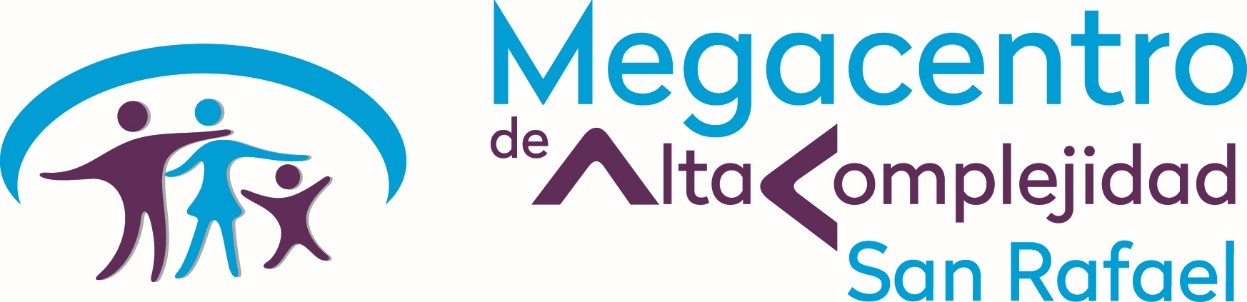 Megacentro
de Alta Complejidad
San Rafael